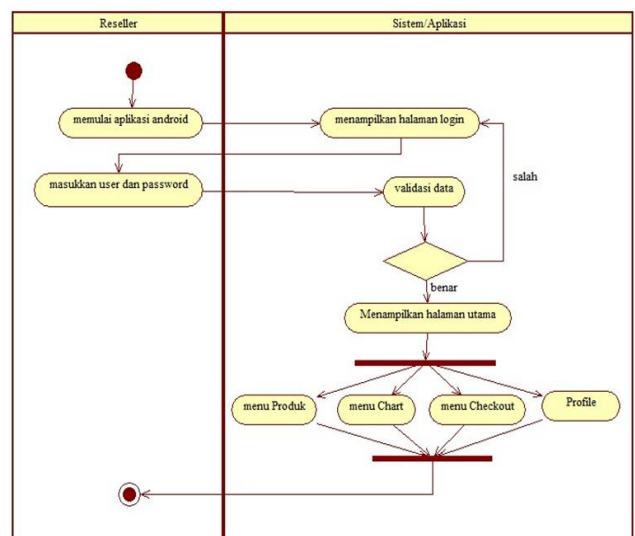 Reseller
Sistem/Aplikasi
memulai aplikasi android
menampilkan halaman login
masukkan user dan password
validasi data
salah
benar
Menampilkan halaman utama
menu Produk
menu Chart
menu Checkout
Profile